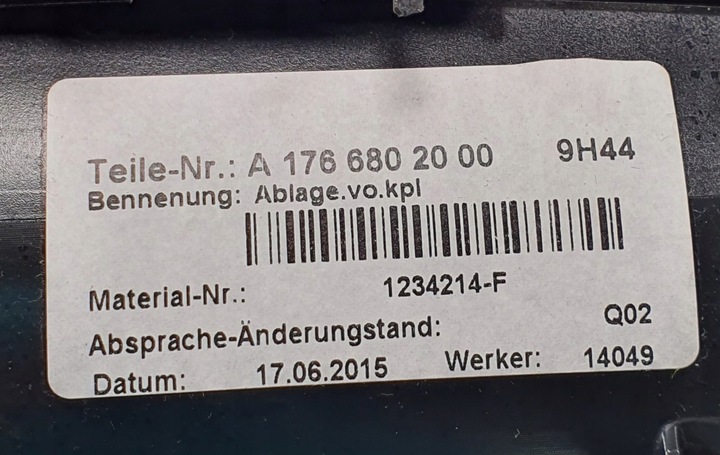 Teile-Nr.: A 176 680 20 00 9H44
Bennenung: Ablage.vo.kpl
Material-Nr.: 1234214-F
Absprache-Änderungstand: Q02
Datum: 17.06.2015 Werker: 14049